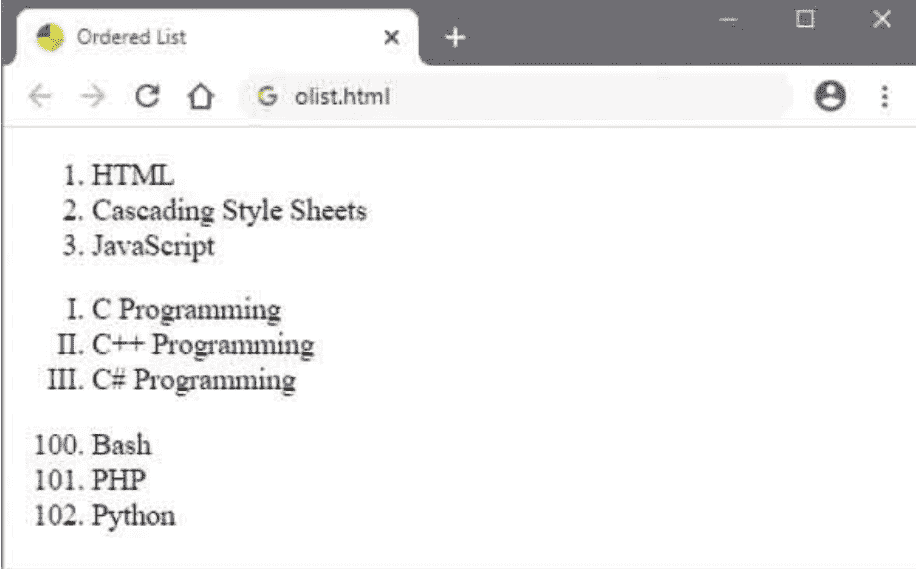 Ordered List
olist.html
1. HTML
2. Cascading Style Sheets
3. JavaScript
I. C Programming
II. C++ Programming
III. C# Programming
100. Bash
101. PHP
102. Python